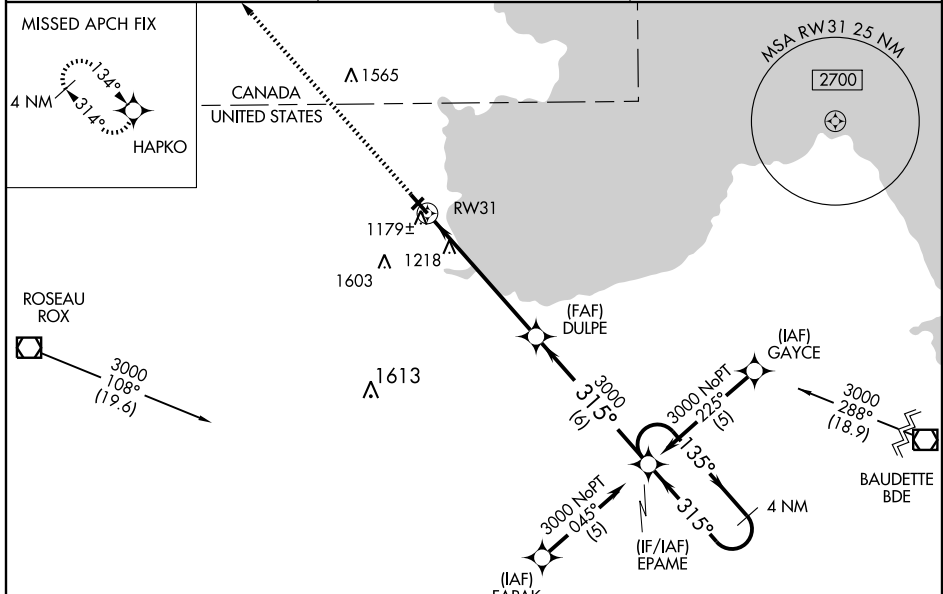 MISSED APCH FIX
134°
4 NM
314°
HAPKO
1565
CANADA
UNITED STATES
MSA RW31 25 NM
2700
RW31
1179±
1218
1603
ROSEAU
ROX
3000
108°
(19.6)
1613
(FAF)
DULPE
3000
315°
(6)
(IAF)
GAYCE
3000 NoPT
225°
(5)
3000
288°
(18.9)
BAUDETTE
BDE
135°
315°
4 NM
3000 NoPT
045°
(5)
(IF/IAF)
EPAME
(IAF)